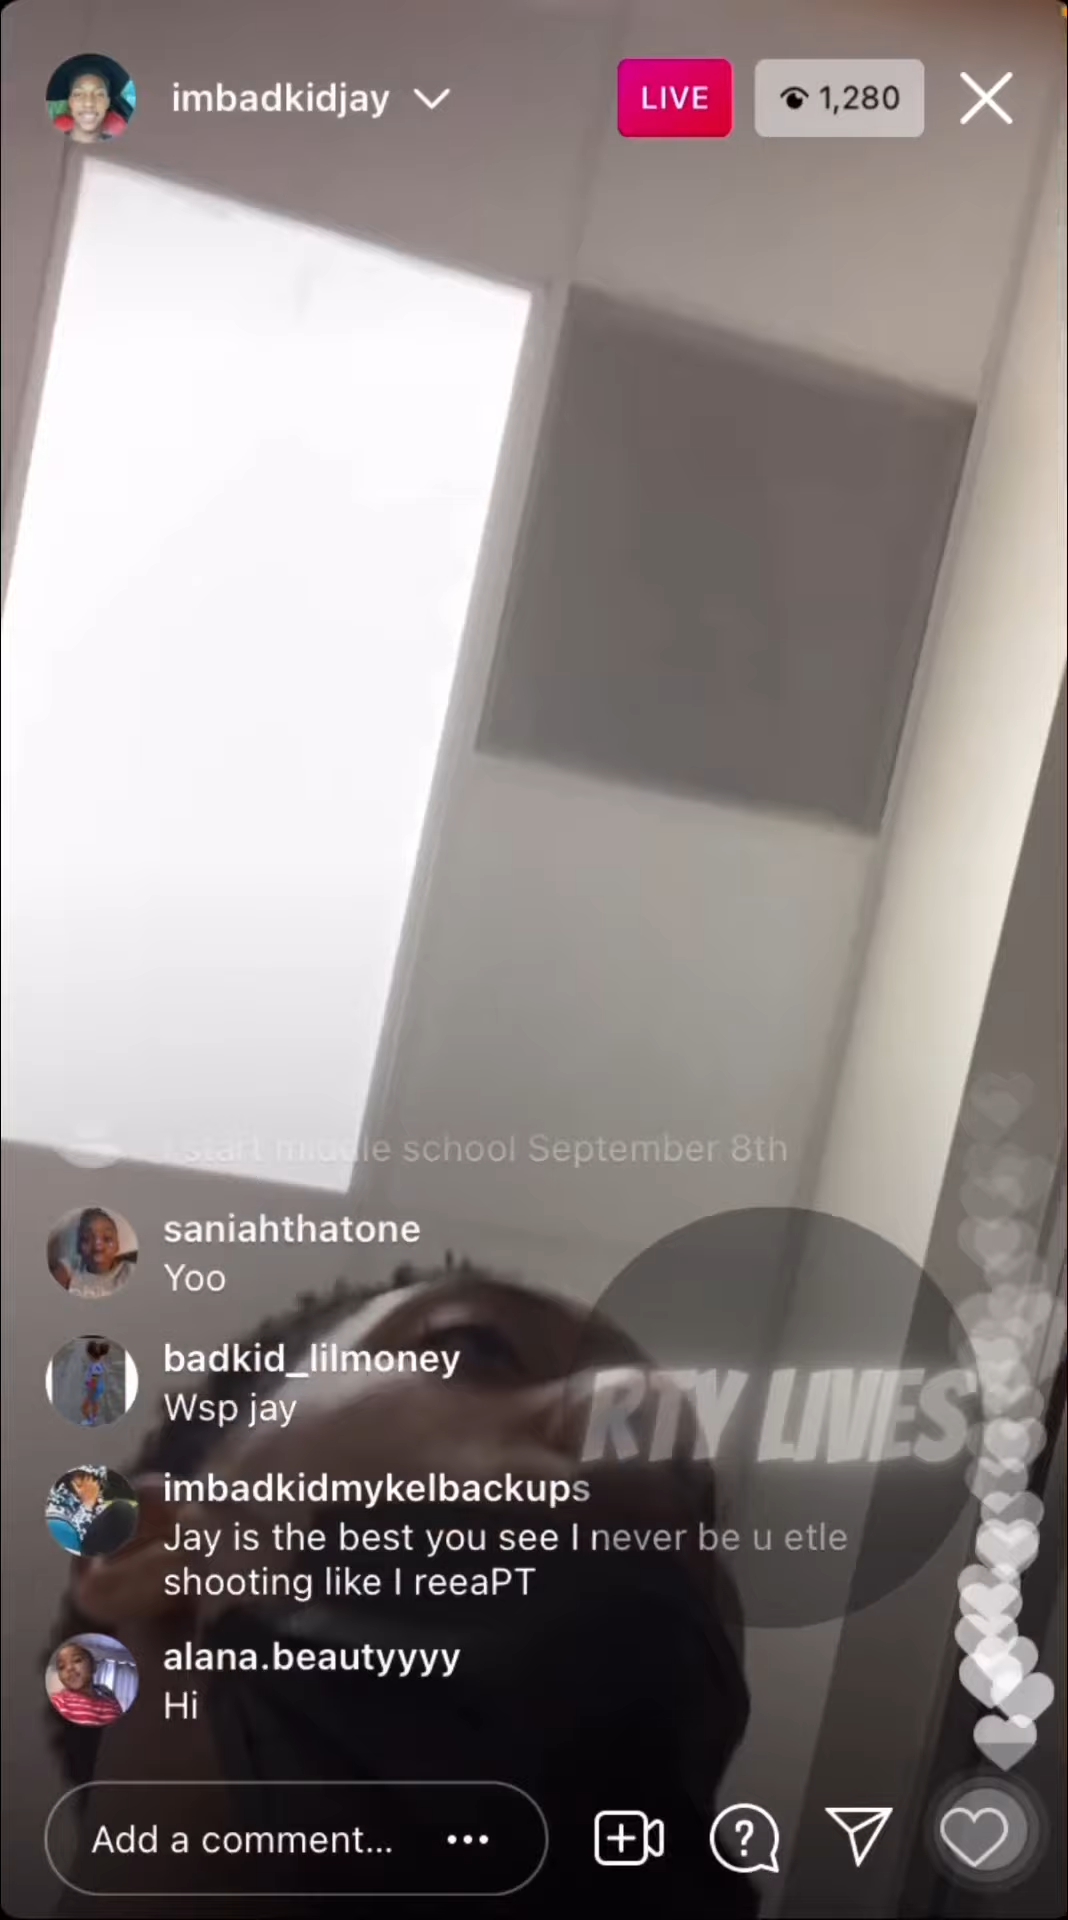 imbadkidjay
LIVE
1,280
I start middle school September 8th
saniahthatone
Yoo
badkid_lilmoney
Wsp jay
RTY LIVES
imbadkidmykelbackups
Jay is the best you see I never be u etle
shooting like I reeaPT
alana.beautyyyy
Hi
Add a comment...